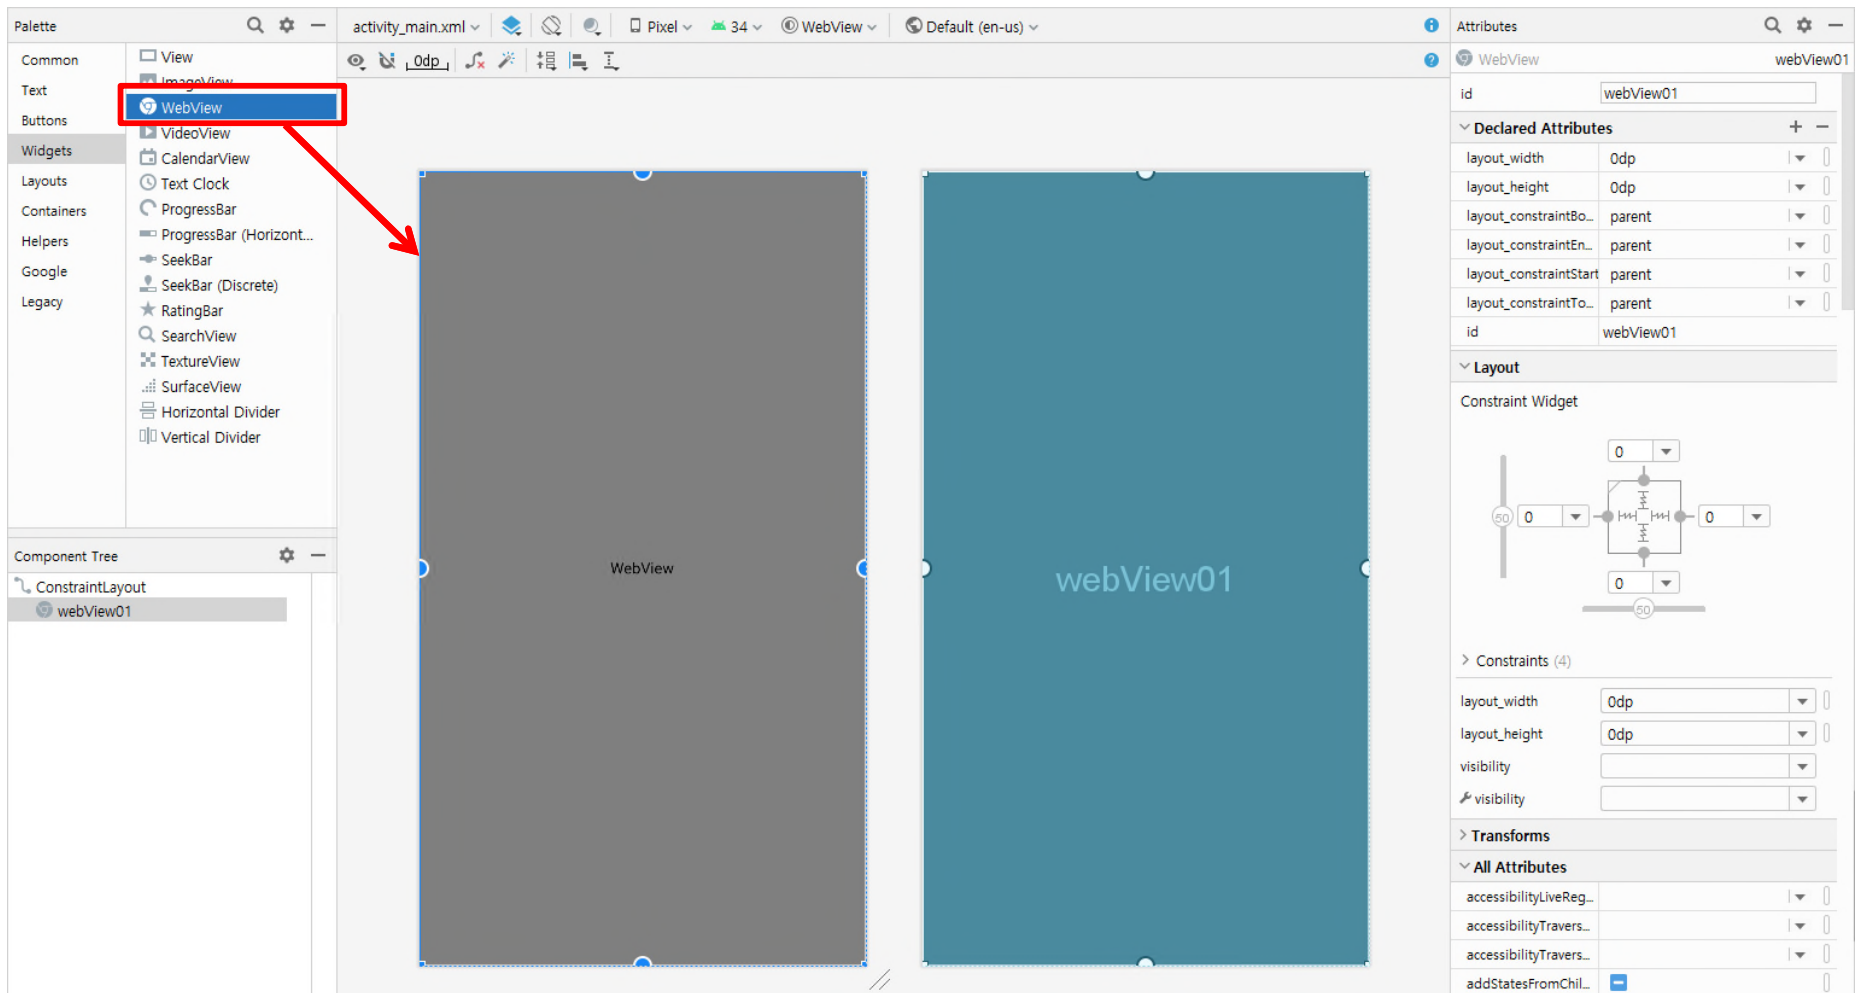 Palette
Common
Text
Buttons
Widgets
Layouts
Containers
Helpers
Google
Legacy
View
ImageView
WebView
VideoView
CalendarView
Text Clock
ProgressBar
ProgressBar (Horizont...
SeekBar
SeekBar (Discrete)
RatingBar
SearchView
TextureView
SurfaceView
Horizontal Divider
Vertical Divider
Component Tree
ConstraintLayout
webView01
activity_main.xml Pixel 34 WebView Default (en-us)
0dp
WebView
webView01
Attributes
WebView webView01
id webView01
Declared Attributes
layout_width 0dp
layout_height 0dp
layout_constraintBo... parent
layout_constraintEn... parent
layout_constraintStart parent
layout_constraintTo... parent
id webView01
Layout
Constraint Widget
0
50 0 0
0
50
Constraints (4)
layout_width 0dp
layout_height 0dp
visibility
visibility
Transforms
All Attributes
accessibilityLiveReg...
accessibilityTravers...
accessibilityTravers...
addStatesFromChil...